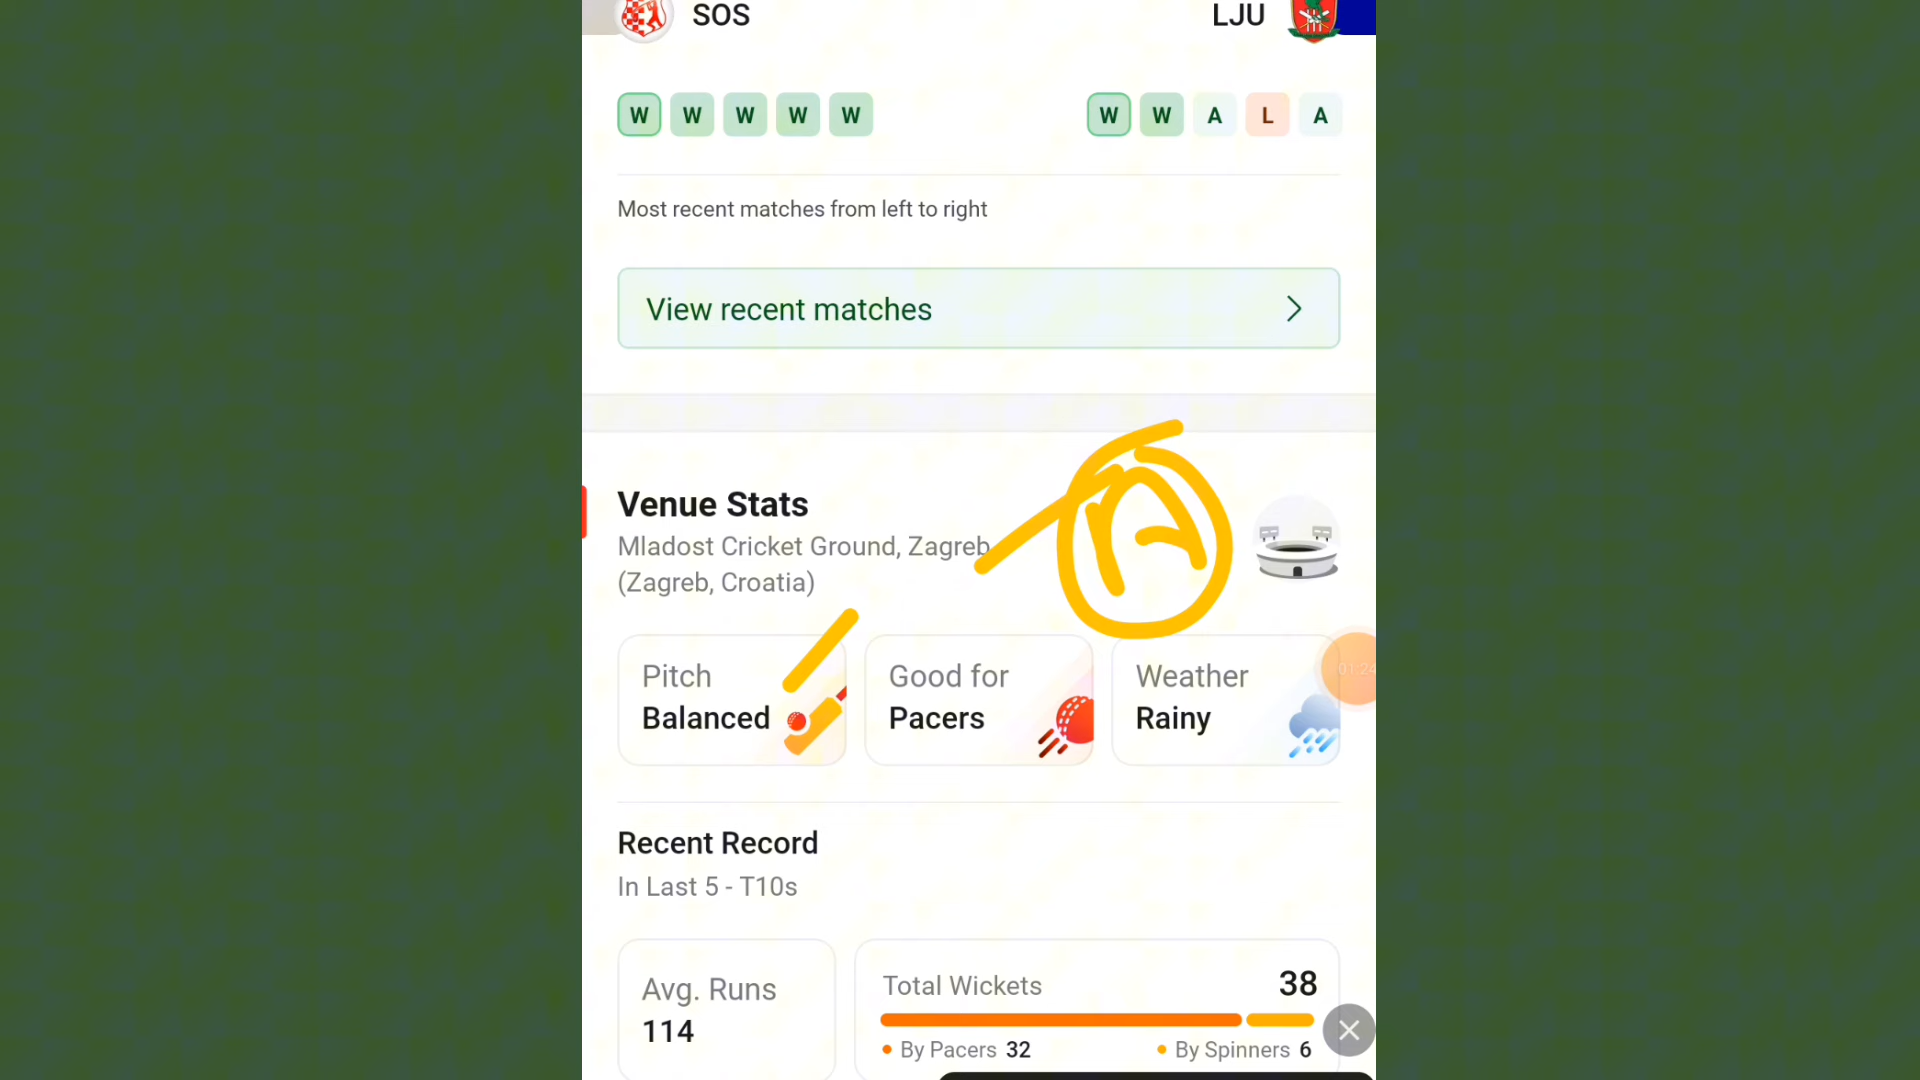 SOS LJU
W W W W W W W A L A
Most recent matches from left to right
View recent matches
Venue Stats
Mladost Cricket Ground, Zagreb
(Zagreb, Croatia)
Pitch Good for Weather
Balanced Pacers Rainy
01:24
Recent Record
In Last 5 - T10s
Avg. Runs Total Wickets 38
114
By Pacers 32 By Spinners 6